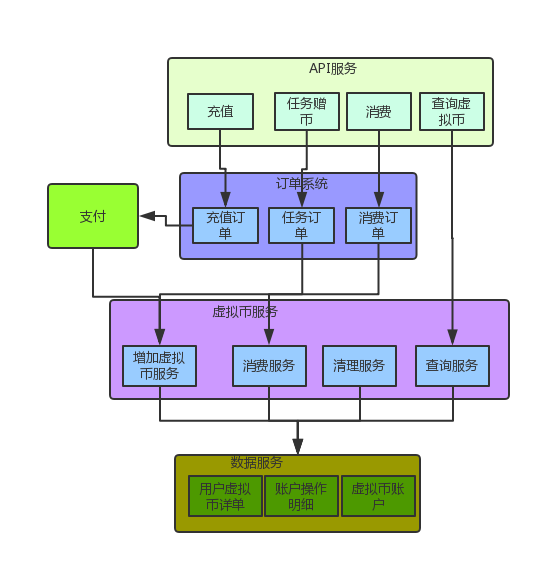 API服务
充值
任务赠
币
消费
查询虚
拟币
订单系统
支付
充值订
单
任务订
单
消费订
单
虚拟币服务
增加虚拟
币服务
消费服务
清理服务
查询服务
数据服务
用户虚拟
币详单
账户操作
明细
虚拟币账
户